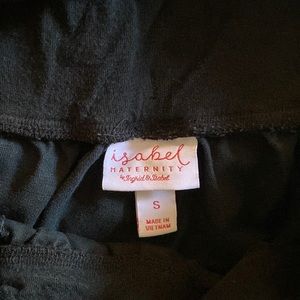 isabel
MATERNITY
by Ingrid & Isabel
S
MADE IN
VIETNAM